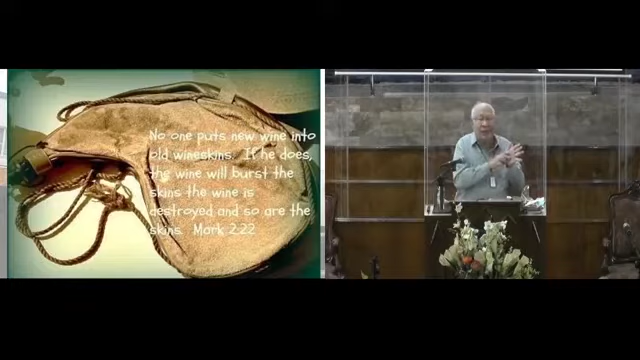 No one puts new wine into
old wineskins. If he does,
the wine will burst the
skins the wine is
destroyed and so are the
skins. Mark 2:22